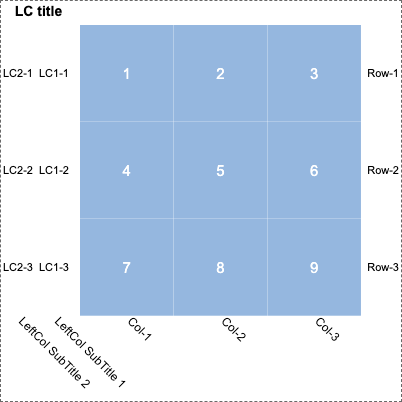 LC title
LC2-1 LC1-1 1 2 3 Row-1
LC2-2 LC1-2 4 5 6 Row-2
LC2-3 LC1-3 7 8 9 Row-3
LeftCol SubTitle 2
LeftCol SubTitle 1
Col-1
Col-2
Col-3